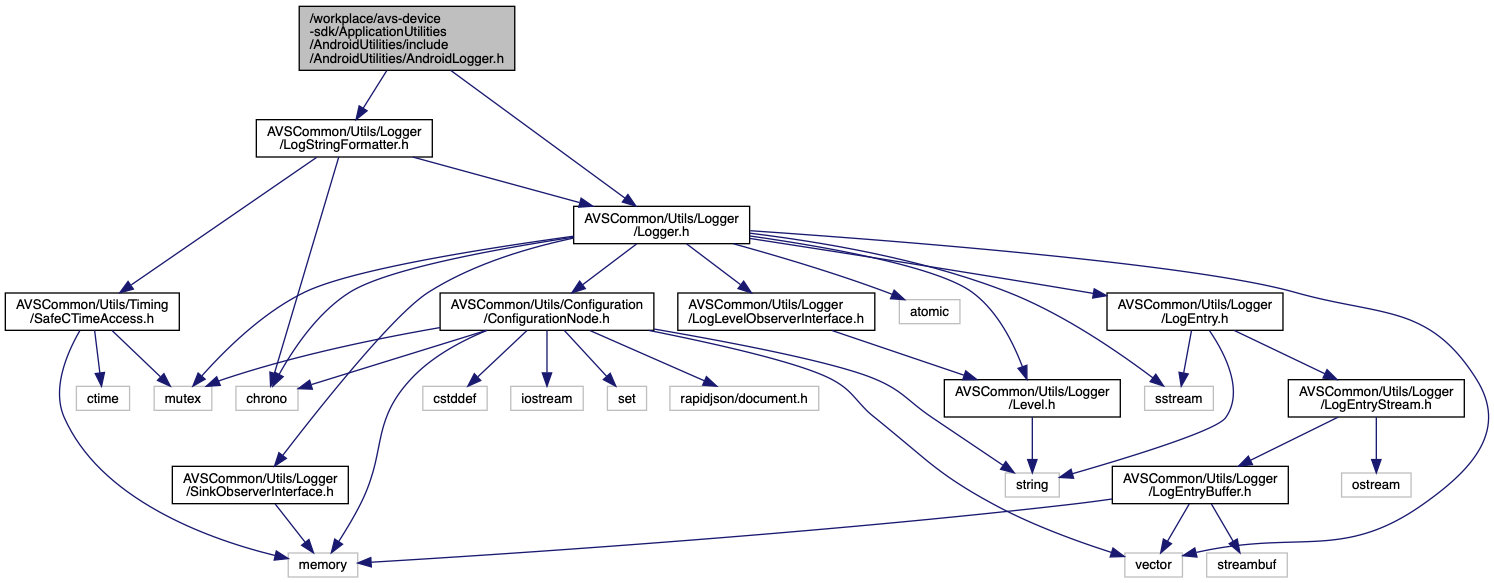 /workplace/avs-device
-sdk/ApplicationUtilities
/AndroidUtilities/include
/AndroidUtilities/AndroidLogger.h
AVSCommon/Utils/Logger
/LogStringFormatter.h
AVSCommon/Utils/Logger
/Logger.h
AVSCommon/Utils/Timing
/SafeCTimeAccess.h
AVSCommon/Utils/Configuration
/ConfigurationNode.h
AVSCommon/Utils/Logger
/LogLevelObserverInterface.h
atomic
AVSCommon/Utils/Logger
/LogEntry.h
ctime
mutex
chrono
cstddef
iostream
set
rapidjson/document.h
AVSCommon/Utils/Logger
/Level.h
sstream
AVSCommon/Utils/Logger
/LogEntryStream.h
AVSCommon/Utils/Logger
/SinkObserverInterface.h
string
AVSCommon/Utils/Logger
/LogEntryBuffer.h
ostream
memory
vector
streambuf